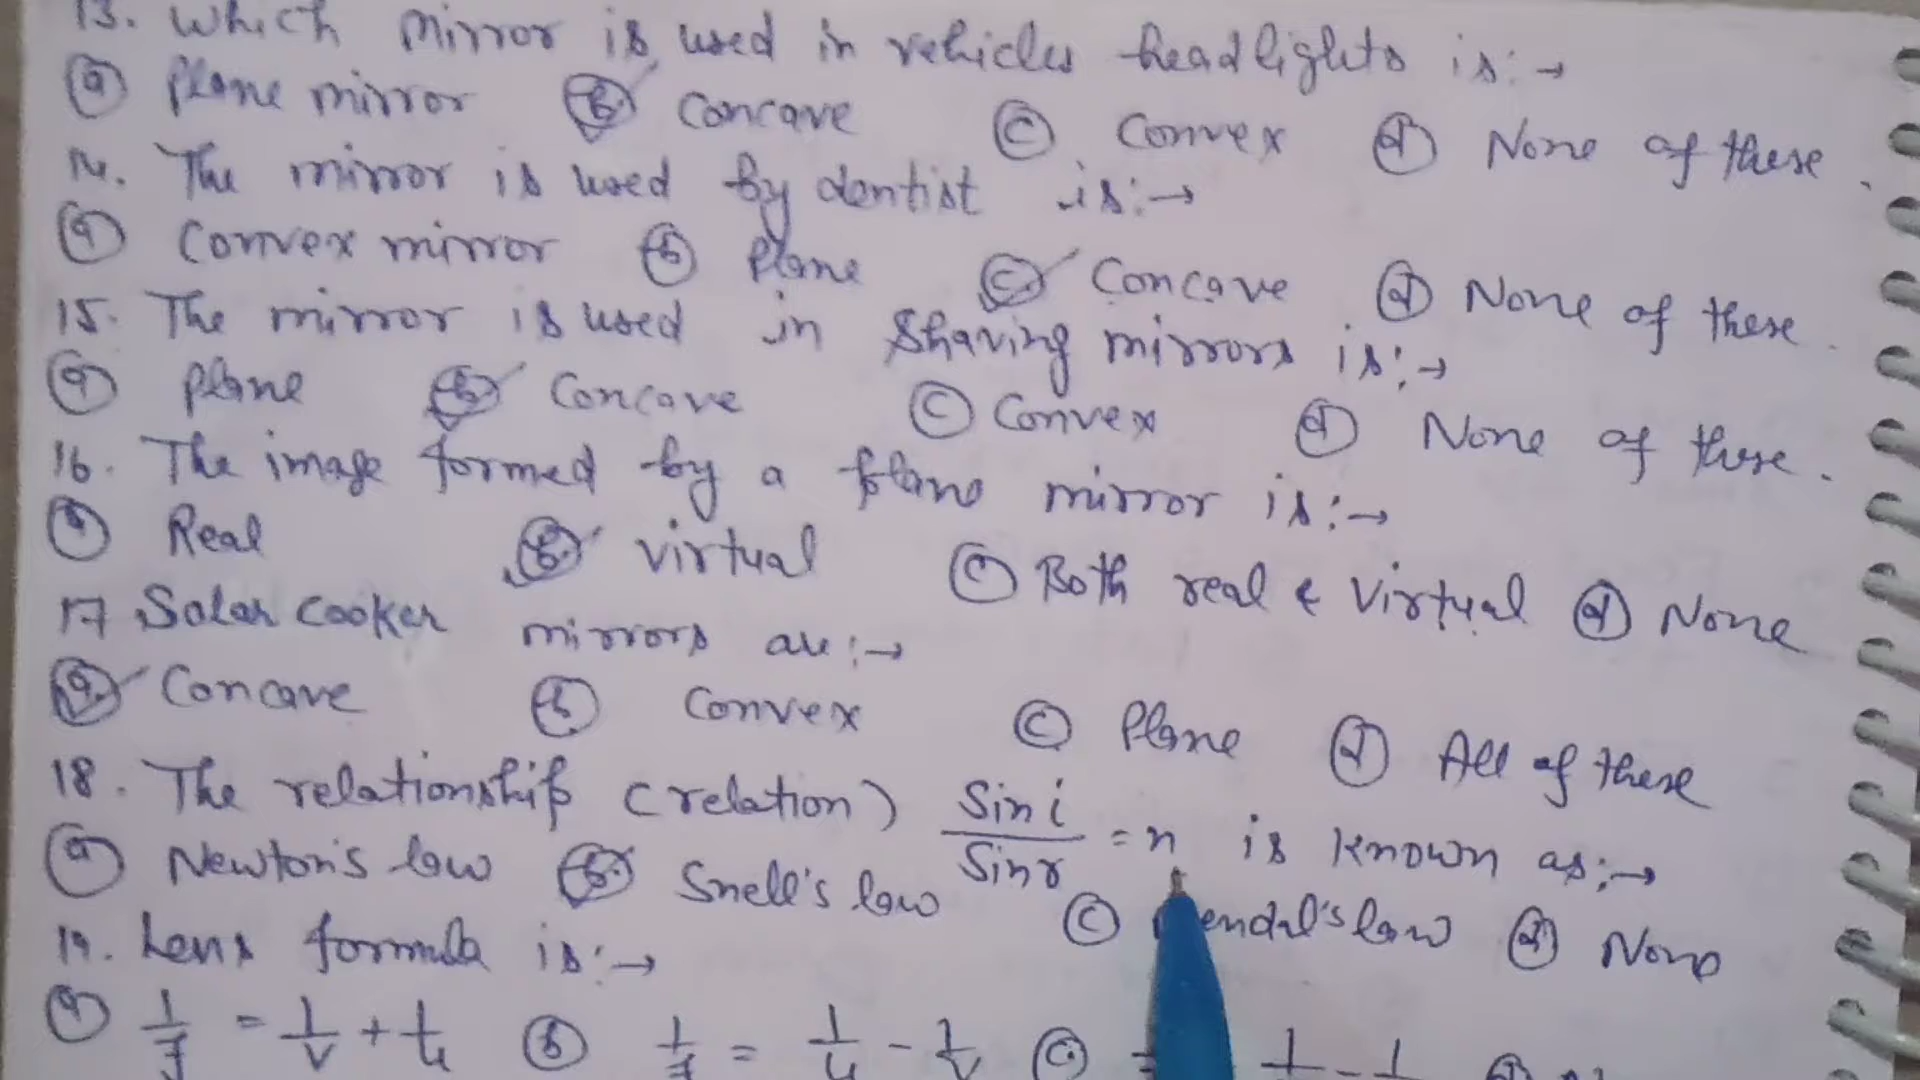 13. Which mirror is used in vehicles headlights is:→
(a) Plane mirror (b) Concave (c) Convex (d) None of these.
14. The mirror is used by dentist is:→
(a) Convex mirror (b) Plane (c) Concave (d) None of these.
15. The mirror is used in Shaving mirrors is:→
(a) Plane (b) Concave (c) Convex (d) None of these.
16. The image formed by a plane mirror is:→
(a) Real (b) Virtual (c) Both real & Virtual (d) None
17 Solar Cooker mirrors are:→
(a) Concave (b) Convex (c) Plane (d) All of these
18. The relationship (relation) Sin i / Sin r = n is known as:→
(a) Newton's law (b) Snell's law (c) endal's law (d) None
19. Lens formula is:→
(a) 1/f = 1/v + 1/u (b) 1/f = 1/u - 1/v (c)